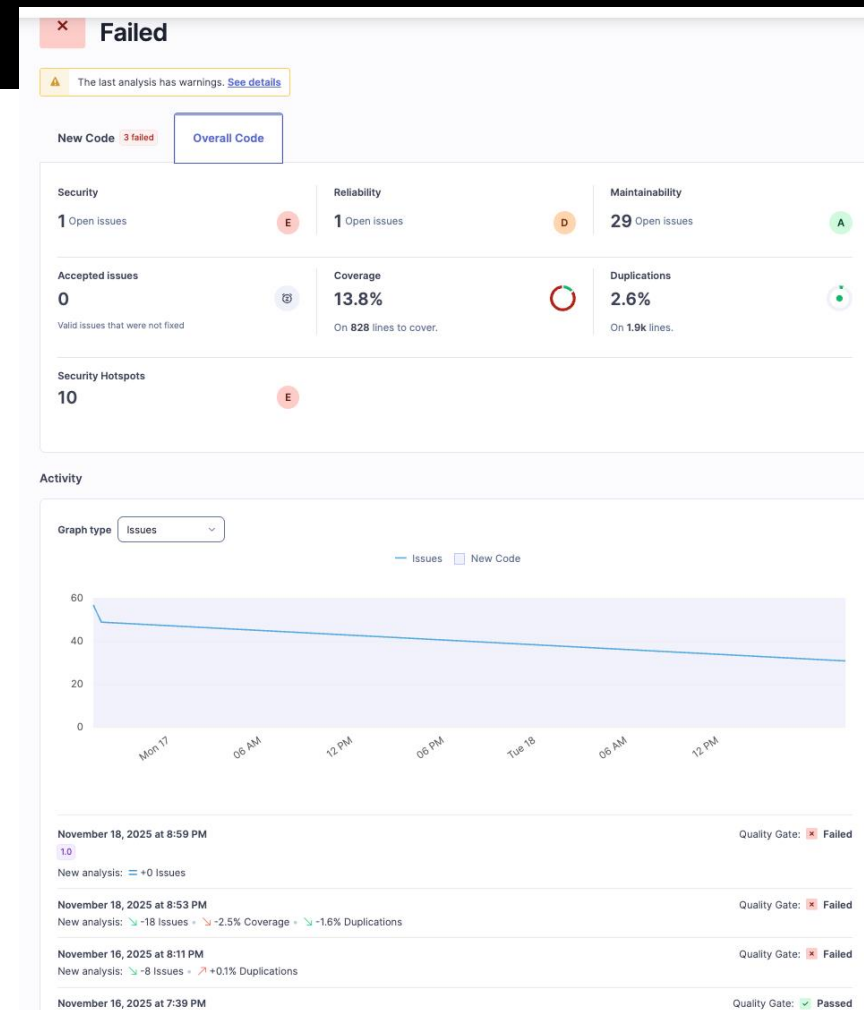 Failed
The last analysis has warnings. See details
New Code 3 failed Overall Code
Security
1 Open issues E
Reliability
1 Open issues D
Maintainability
29 Open issues A
Accepted issues
0
Valid issues that were not fixed
Coverage
13.8%
On 828 lines to cover.
Duplications
2.6%
On 1.9k lines.
Security Hotspots
10 E
Activity
Graph type Issues
Issues New Code
60
40
20
0
Mon 17 06 AM 12 PM 06 PM Tue 18 06 AM 12 PM
November 18, 2025 at 8:59 PM Quality Gate: Failed
1.0
New analysis: +0 Issues
November 18, 2025 at 8:53 PM Quality Gate: Failed
New analysis: -18 Issues • -2.5% Coverage • -1.6% Duplications
November 16, 2025 at 8:11 PM Quality Gate: Failed
New analysis: -8 Issues • +0.1% Duplications
November 16, 2025 at 7:39 PM Quality Gate: Passed